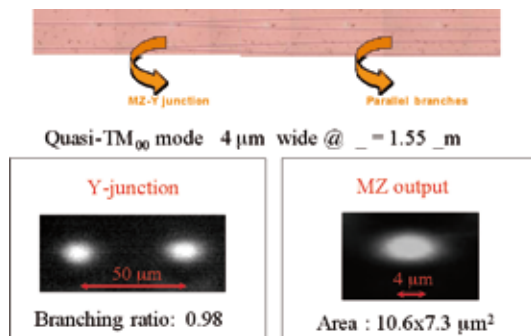 MZ-Y junction
Parallel branches
Quasi-TM₀₀ mode 4 µm wide @ _ = 1.55 _m
Y-junction
MZ output
50 µm
4 µm
Branching ratio: 0.98
Area : 10.6x7.3 µm²